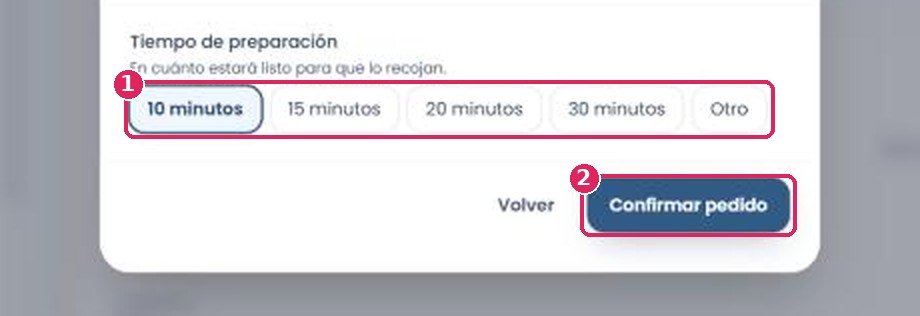 Tiempo de preparación
En cuánto estará listo para que lo recojan.
1
10 minutos 15 minutos 20 minutos 30 minutos Otro
2
Volver Confirmar pedido